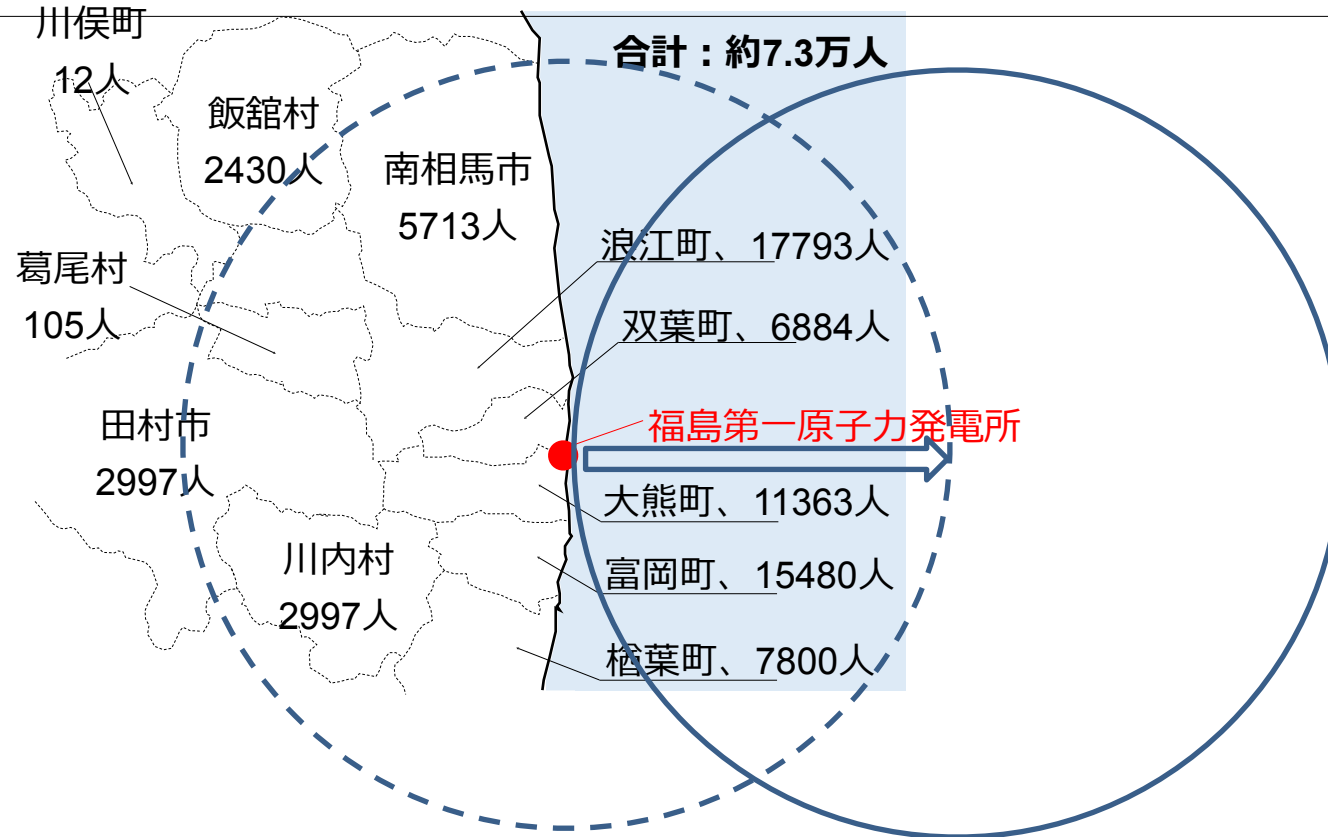 川俣町
12人
合計：約7.3万人
飯舘村
2430人
南相馬市
5713人
浪江町、17793人
葛尾村
105人
双葉町、6884人
福島第一原子力発電所
田村市
2997人
大熊町、11363人
川内村
2997人
富岡町、15480人
楢葉町、7800人